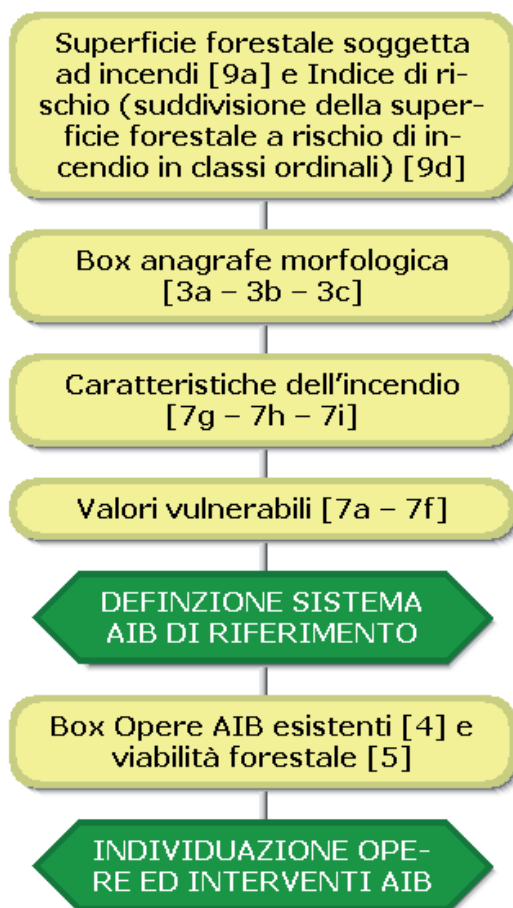 Superficie forestale soggetta
ad incendi [9a] e Indice di ri-
schio (suddivisione della super-
ficie forestale a rischio di in-
cendio in classi ordinali) [9d]
Box anagrafe morfologica
[3a – 3b – 3c]
Caratteristiche dell'incendio
[7g – 7h – 7i]
Valori vulnerabili [7a – 7f]
DEFINZIONE SISTEMA
AIB DI RIFERIMENTO
Box Opere AIB esistenti [4] e
viabilità forestale [5]
INDIVIDUAZIONE OPE-
RE ED INTERVENTI AIB